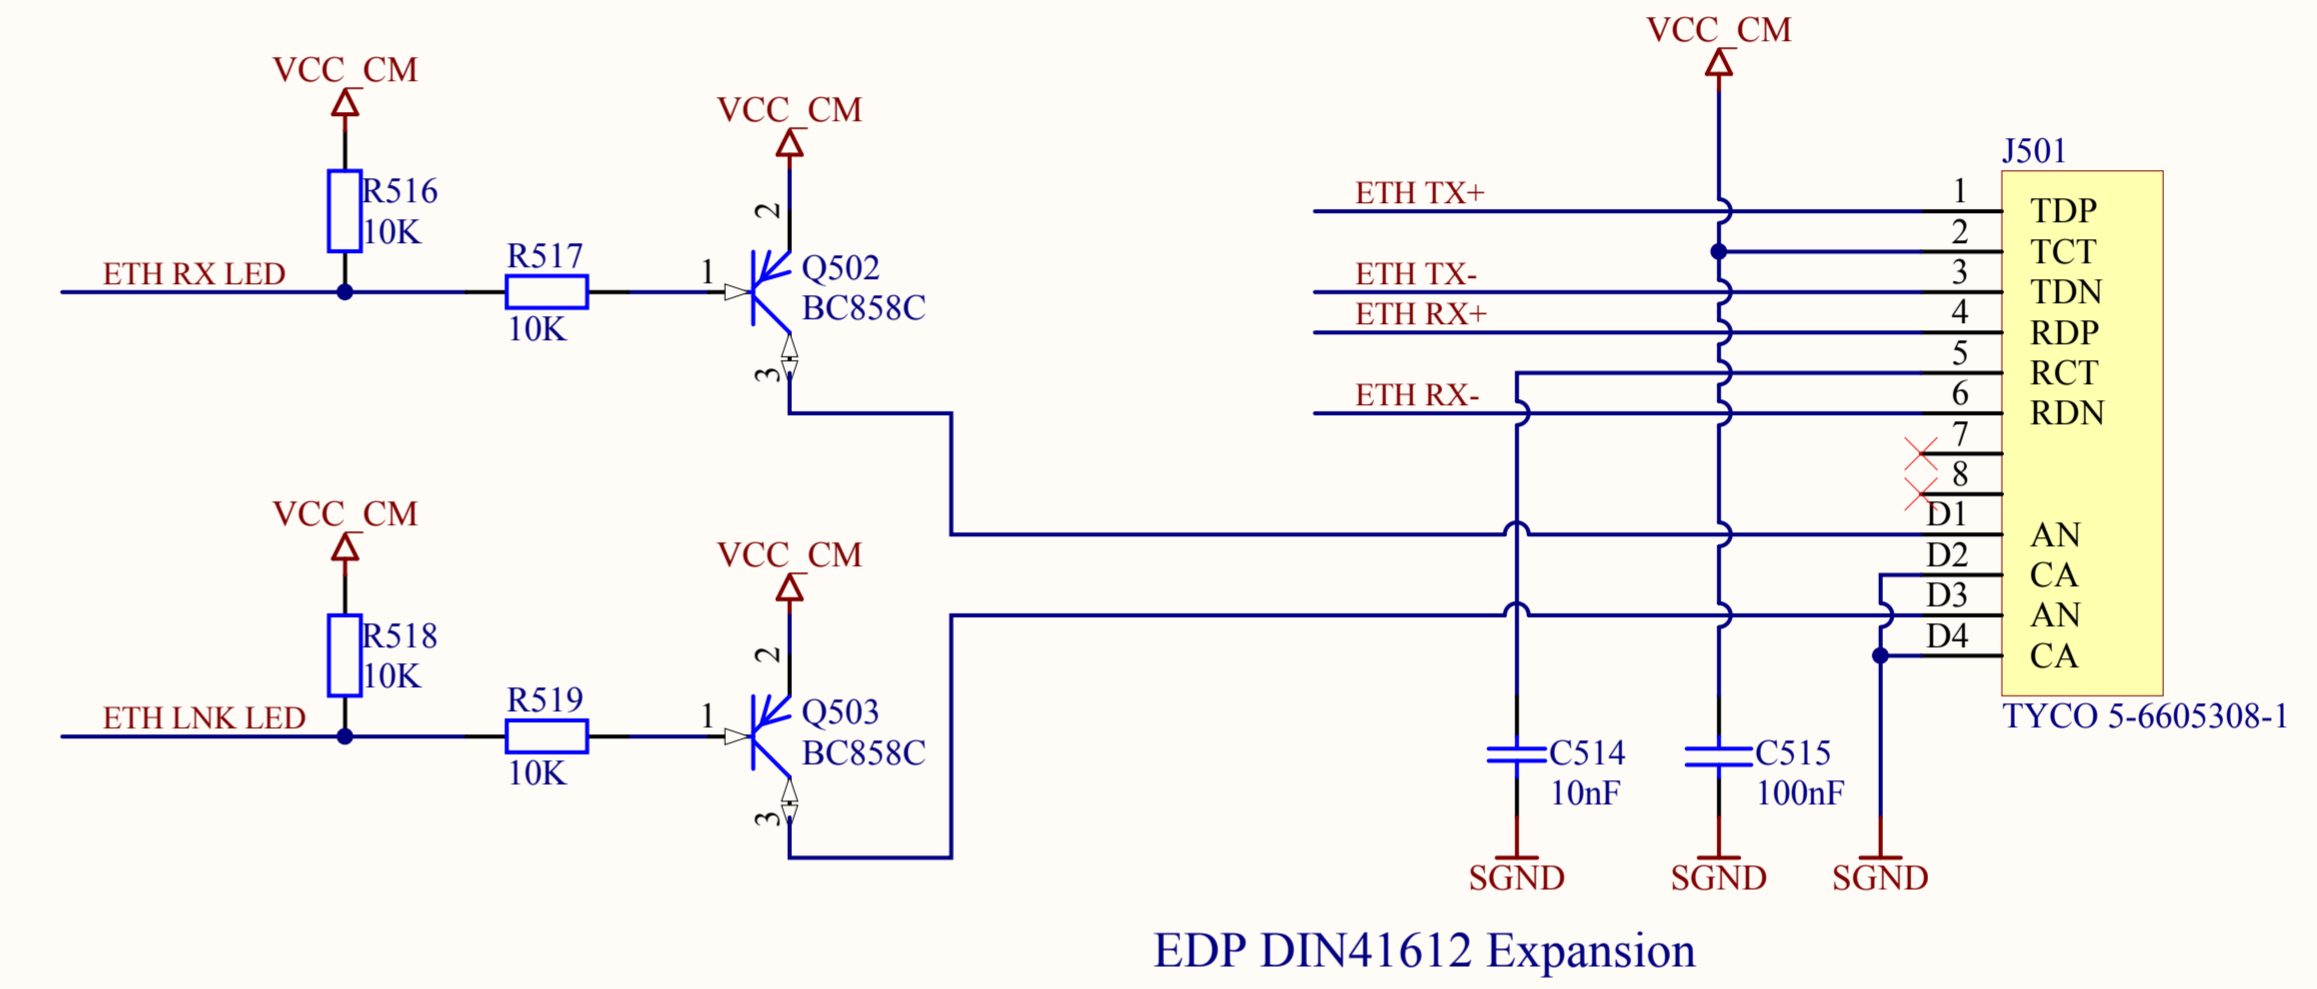 VCC_CM
R516
10K
ETH RX LED
R517
10K
VCC_CM
2
1
Q502
BC858C
3
VCC_CM
R518
10K
ETH LNK LED
R519
10K
VCC_CM
2
1
Q503
BC858C
3
VCC_CM
J501
ETH TX+
1
TDP
2
TCT
ETH TX-
3
TDN
ETH RX+
4
RDP
5
RCT
ETH RX-
6
RDN
7
8
D1
AN
D2
CA
D3
AN
D4
CA
TYCO 5-6605308-1
C514
10nF
C515
100nF
SGND
SGND
SGND
EDP DIN41612 Expansion